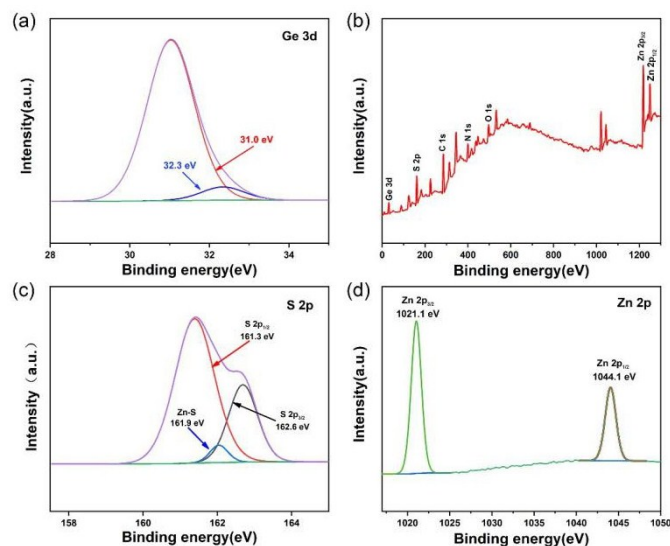 (a)
Ge 3d
31.0 eV
32.3 eV
Intensity(a.u.)
28 30 32 34
Binding energy(eV)
(b)
Zn 2p3/2
Zn 2p1/2
O 1s
N 1s
C 1s
S 2p
Ge 3d
Intensity(a.u.)
0 200 400 600 800 1000 1200
Binding energy(eV)
(c)
S 2p
S 2p
161.3 eV
Zn-S
161.9 eV
S 2p
162.6 eV
Intensity（a.u.）
158 160 162 164
Binding energy(eV)
(d)
Zn 2p3/2
1021.1 eV
Zn 2p
Zn 2p1/2
1044.1 eV
Intensity(a.u.)
1020 1025 1030 1035 1040 1045 1050
Binding energy(eV)